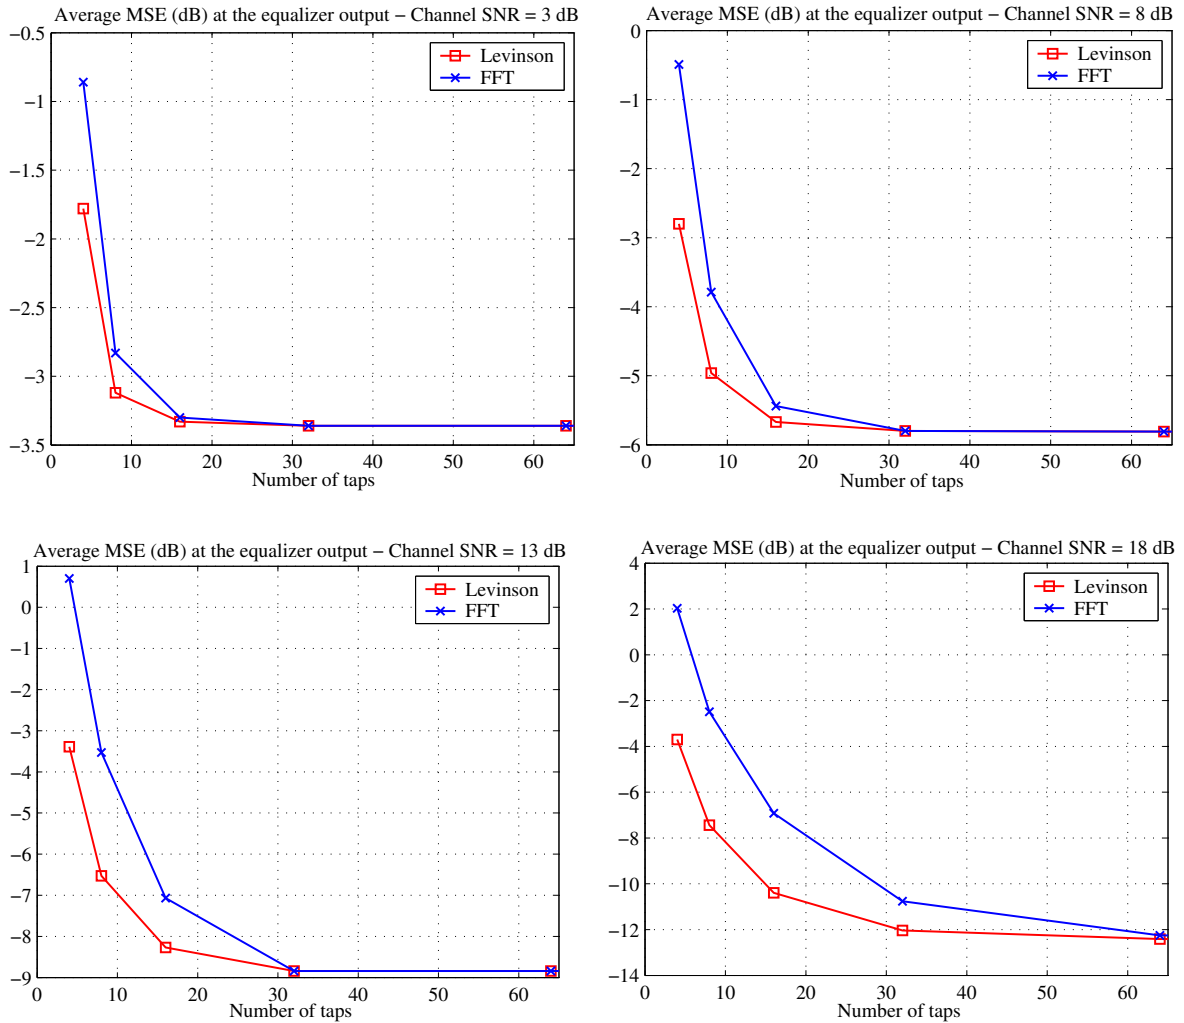 Average MSE (dB) at the equalizer output − Channel SNR = 3 dB
−0.5
−1
−1.5
−2
−2.5
−3
−3.5
0 10 20 30 40 50 60
Number of taps
Levinson
FFT
Average MSE (dB) at the equalizer output − Channel SNR = 8 dB
0
−1
−2
−3
−4
−5
−6
0 10 20 30 40 50 60
Number of taps
Levinson
FFT
Average MSE (dB) at the equalizer output − Channel SNR = 13 dB
1
0
−1
−2
−3
−4
−5
−6
−7
−8
−9
0 10 20 30 40 50 60
Number of taps
Levinson
FFT
Average MSE (dB) at the equalizer output − Channel SNR = 18 dB
4
2
0
−2
−4
−6
−8
−10
−12
−14
0 10 20 30 40 50 60
Number of taps
Levinson
FFT